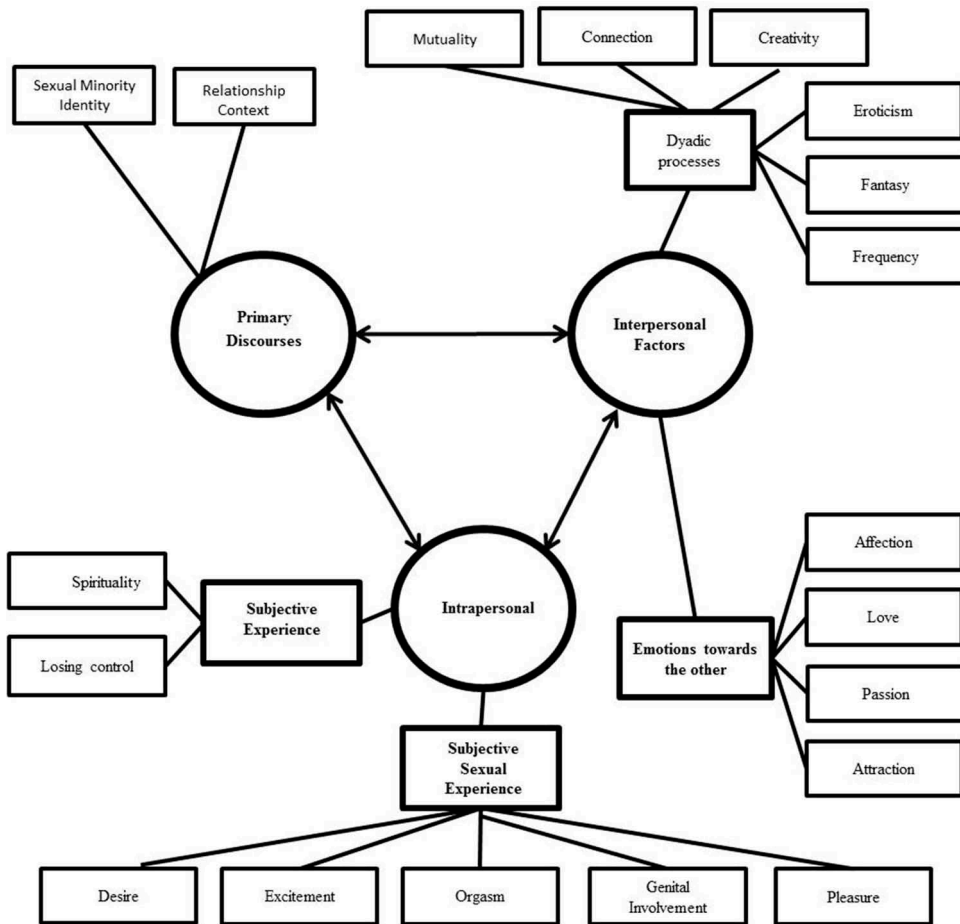 Mutuality
Connection
Creativity
Sexual Minority
Identity
Relationship
Context
Dyadic
processes
Eroticism
Fantasy
Frequency
Primary
Discourses
Interpersonal
Factors
Affection
Love
Passion
Attraction
Emotions towards
the other
Spirituality
Losing control
Subjective
Experience
Intrapersonal
Subjective
Sexual
Experience
Desire
Excitement
Orgasm
Genital
Involvement
Pleasure